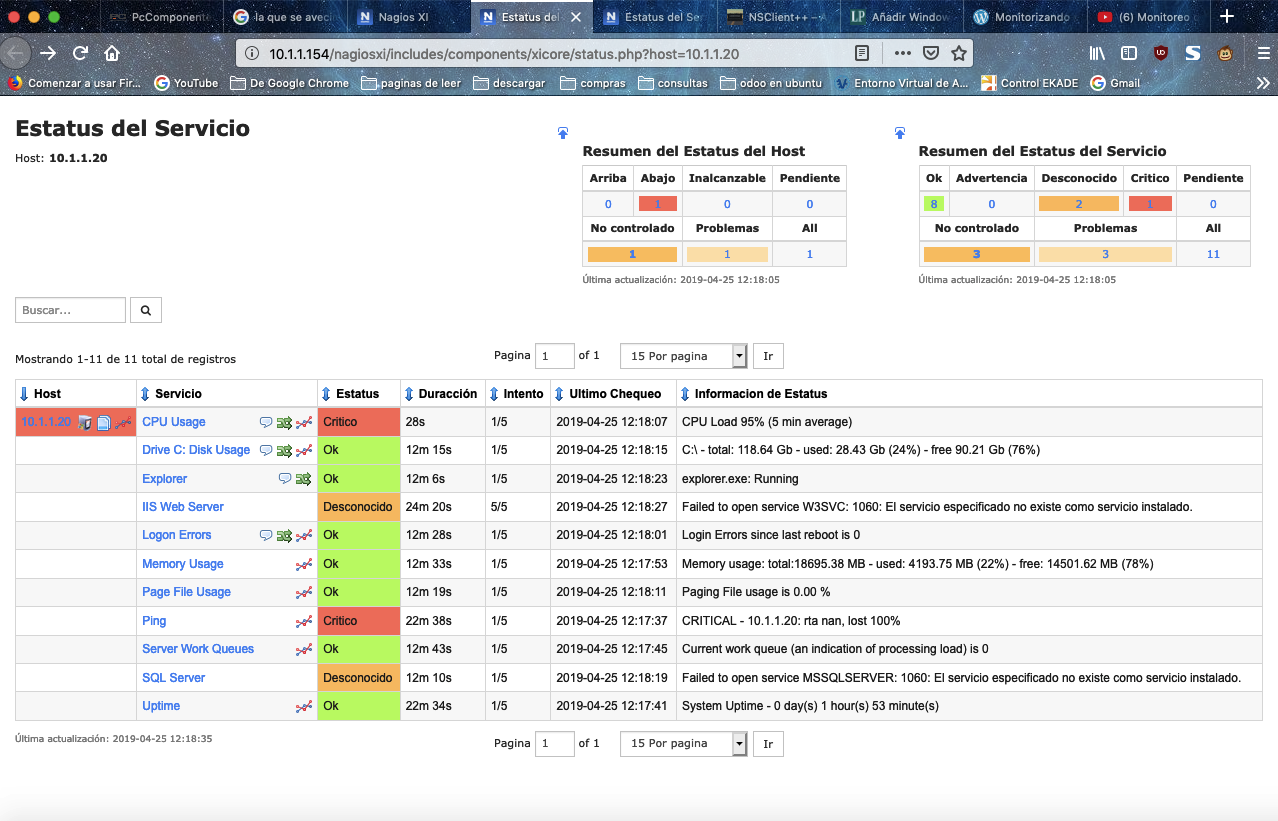 PcComponente
la que se aveci
Nagios XI
Estatus del
Estatus del Se
NSClient++ –
Añadir Window
Monitorizando
(6) Monitoreo
10.1.1.154/nagiosxi/includes/components/xicore/status.php?host=10.1.1.20
Comenzar a usar Fir...
YouTube
De Google Chrome
paginas de leer
descargar
compras
consultas
odoo en ubuntu
Entorno Virtual de A...
Control EKADE
Gmail
Estatus del Servicio
Host: 10.1.1.20
Resumen del Estatus del Host
Arriba Abajo Inalcanzable Pendiente
0 1 0 0
No controlado Problemas All
1 1 1
Última actualización: 2019-04-25 12:18:05
Resumen del Estatus del Servicio
Ok Advertencia Desconocido Critico Pendiente
8 0 2 1 0
No controlado Problemas All
3 3 11
Última actualización: 2019-04-25 12:18:05
Buscar...
Mostrando 1-11 de 11 total de registros
Pagina 1 of 1 15 Por pagina Ir
Host Servicio Estatus Duracción Intento Ultimo Chequeo Informacion de Estatus
10.1.1.20 CPU Usage Critico 28s 1/5 2019-04-25 12:18:07 CPU Load 95% (5 min average)
Drive C: Disk Usage Ok 12m 15s 1/5 2019-04-25 12:18:15 C:\ - total: 118.64 Gb - used: 28.43 Gb (24%) - free 90.21 Gb (76%)
Explorer Ok 12m 6s 1/5 2019-04-25 12:18:23 explorer.exe: Running
IIS Web Server Desconocido 24m 20s 5/5 2019-04-25 12:18:27 Failed to open service W3SVC: 1060: El servicio especificado no existe como servicio instalado.
Logon Errors Ok 12m 28s 1/5 2019-04-25 12:18:01 Login Errors since last reboot is 0
Memory Usage Ok 12m 33s 1/5 2019-04-25 12:17:53 Memory usage: total:18695.38 MB - used: 4193.75 MB (22%) - free: 14501.62 MB (78%)
Page File Usage Ok 12m 19s 1/5 2019-04-25 12:18:11 Paging File usage is 0.00 %
Ping Critico 22m 38s 1/5 2019-04-25 12:17:37 CRITICAL - 10.1.1.20: rta nan, lost 100%
Server Work Queues Ok 12m 43s 1/5 2019-04-25 12:17:45 Current work queue (an indication of processing load) is 0
SQL Server Desconocido 12m 10s 1/5 2019-04-25 12:18:19 Failed to open service MSSQLSERVER: 1060: El servicio especificado no existe como servicio instalado.
Uptime Ok 22m 34s 1/5 2019-04-25 12:17:41 System Uptime - 0 day(s) 1 hour(s) 53 minute(s)
Última actualización: 2019-04-25 12:18:35
Pagina 1 of 1 15 Por pagina Ir